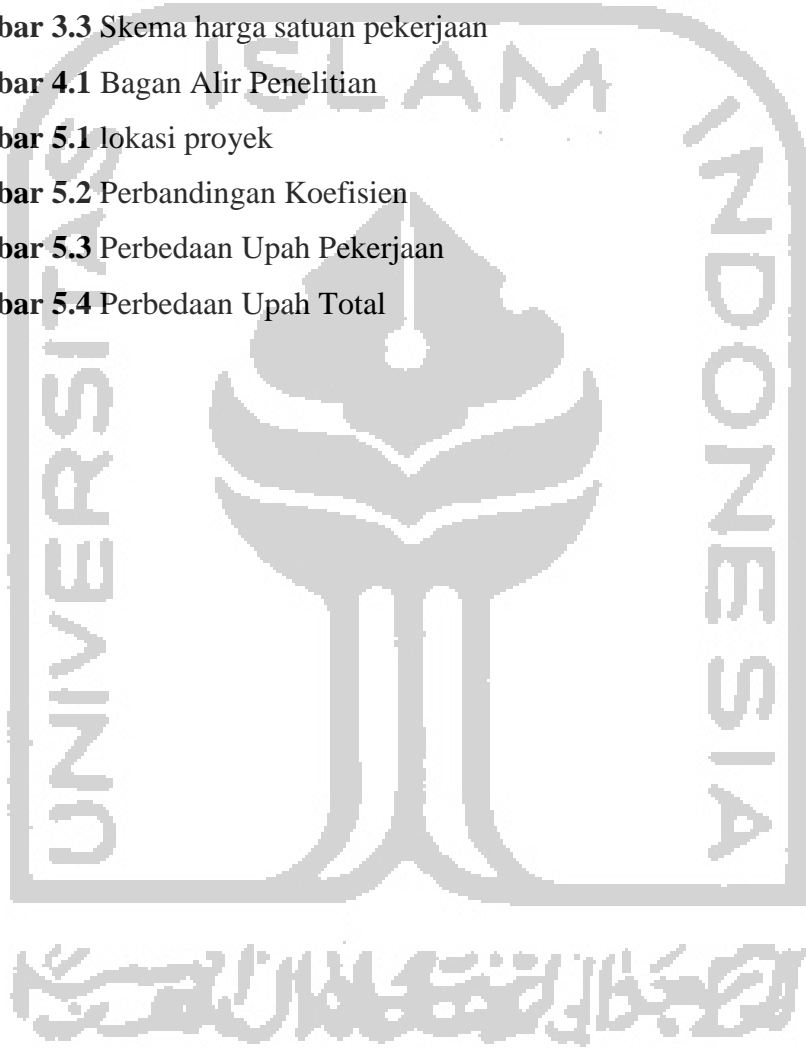 bar 3.3 Skema harga satuan pekerjaan
bar 4.1 Bagan Alir Penelitian
bar 5.1 lokasi proyek
bar 5.2 Perbandingan Koefisien
bar 5.3 Perbedaan Upah Pekerjaan
bar 5.4 Perbedaan Upah Total
UNIVERSITAS
ISLAM
INDONESIA